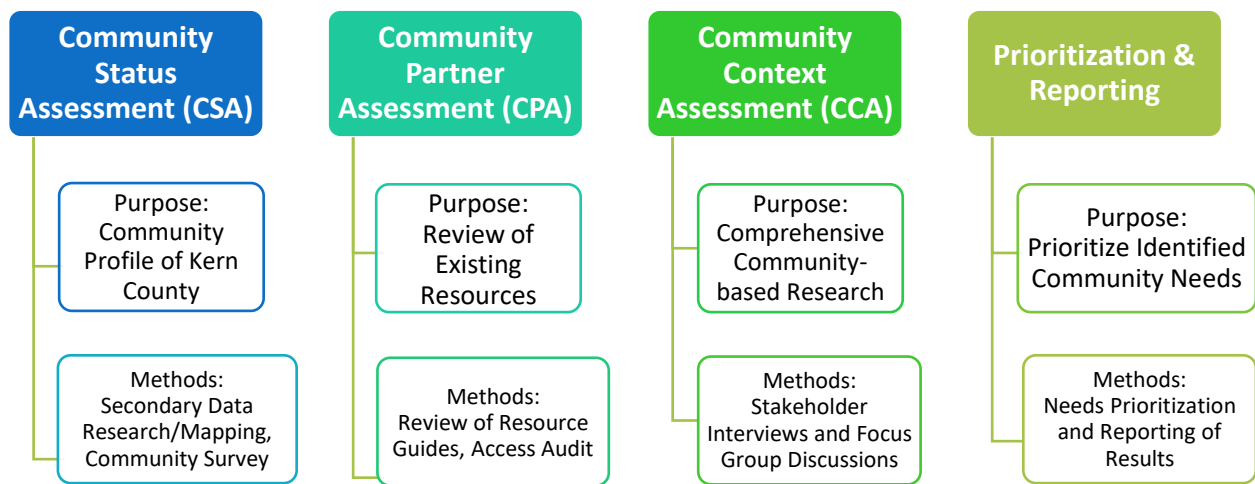 Community
Status
Assessment (CSA)
Purpose:
Community
Profile of Kern
County
Methods:
Secondary Data
Research/Mapping,
Community Survey
Community
Partner
Assessment (CPA)
Purpose:
Review of
Existing
Resources
Methods:
Review of Resource
Guides, Access Audit
Community
Context
Assessment (CCA)
Purpose:
Comprehensive
Community-
based Research
Methods:
Stakeholder
Interviews and Focus
Group Discussions
Prioritization &
Reporting
Purpose:
Prioritize Identified
Community Needs
Methods:
Needs Prioritization
and Reporting of
Results